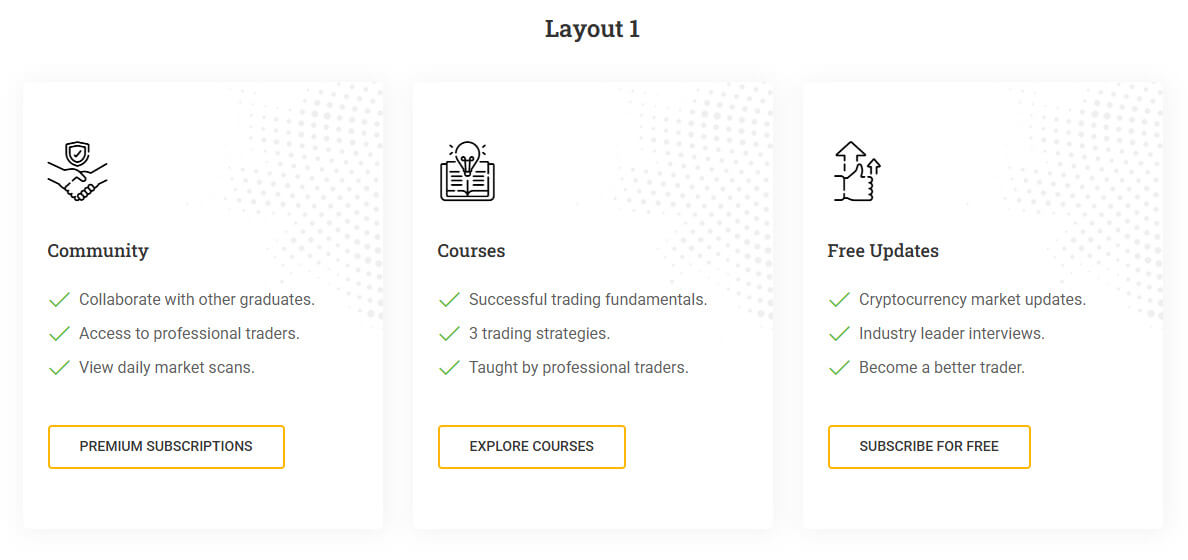 Layout 1
Community
Collaborate with other graduates.
Access to professional traders.
View daily market scans.
PREMIUM SUBSCRIPTIONS
Courses
Successful trading fundamentals.
3 trading strategies.
Taught by professional traders.
EXPLORE COURSES
Free Updates
Cryptocurrency market updates.
Industry leader interviews.
Become a better trader.
SUBSCRIBE FOR FREE